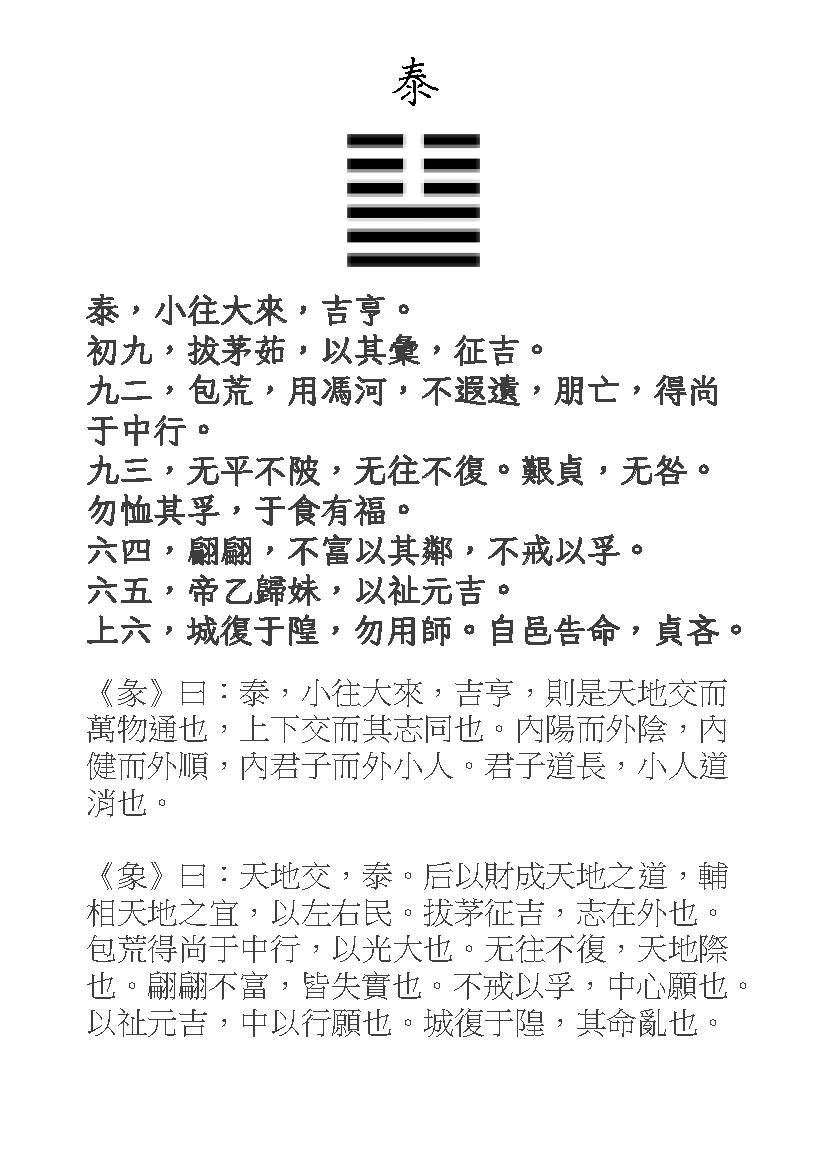 泰
泰，小往大來，吉亨。
初九，拔茅茹，以其彙，征吉。
九二，包荒，用馮河，不遐遺，朋亡，得尚
于中行。
九三，无平不陂，无往不復。艱貞，无咎。
勿恤其孚，于食有福。
六四，翩翩，不富以其鄰，不戒以孚。
六五，帝乙歸妹，以祉元吉。
上六，城復于隍，勿用師。自邑告命，貞吝。
《彖》曰：泰，小往大來，吉亨，則是天地交而
萬物通也，上下交而其志同也。內陽而外陰，內
健而外順，內君子而外小人。君子道長，小人道
消也。
《象》曰：天地交，泰。后以財成天地之道，輔
相天地之宜，以左右民。拔茅征吉，志在外也。
包荒得尚于中行，以光大也。无往不復，天地際
也。翩翩不富，皆失實也。不戒以孚，中心願也。
以祉元吉，中以行願也。城復于隍，其命亂也。